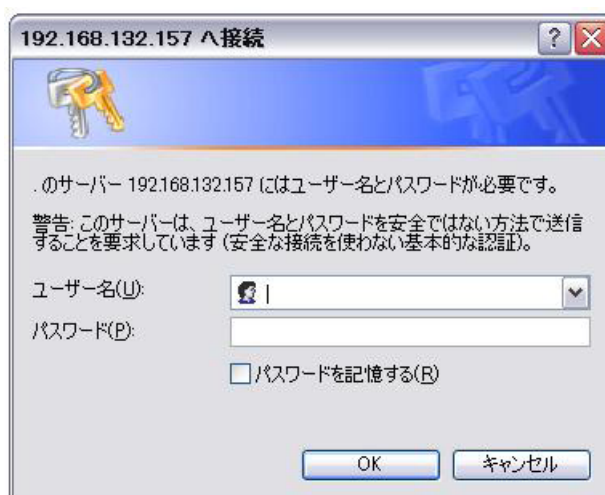 192.168.132.157 へ接続
. のサーバー 192.168.132.157 にはユーザー名とパスワードが必要です。
警告: このサーバーは、ユーザー名とパスワードを安全ではない方法で送信
することを要求しています (安全な接続を使わない基本的な認証)。
ユーザー名(U):
パスワード(P):
パスワードを記憶する(R)
OK
キャンセル